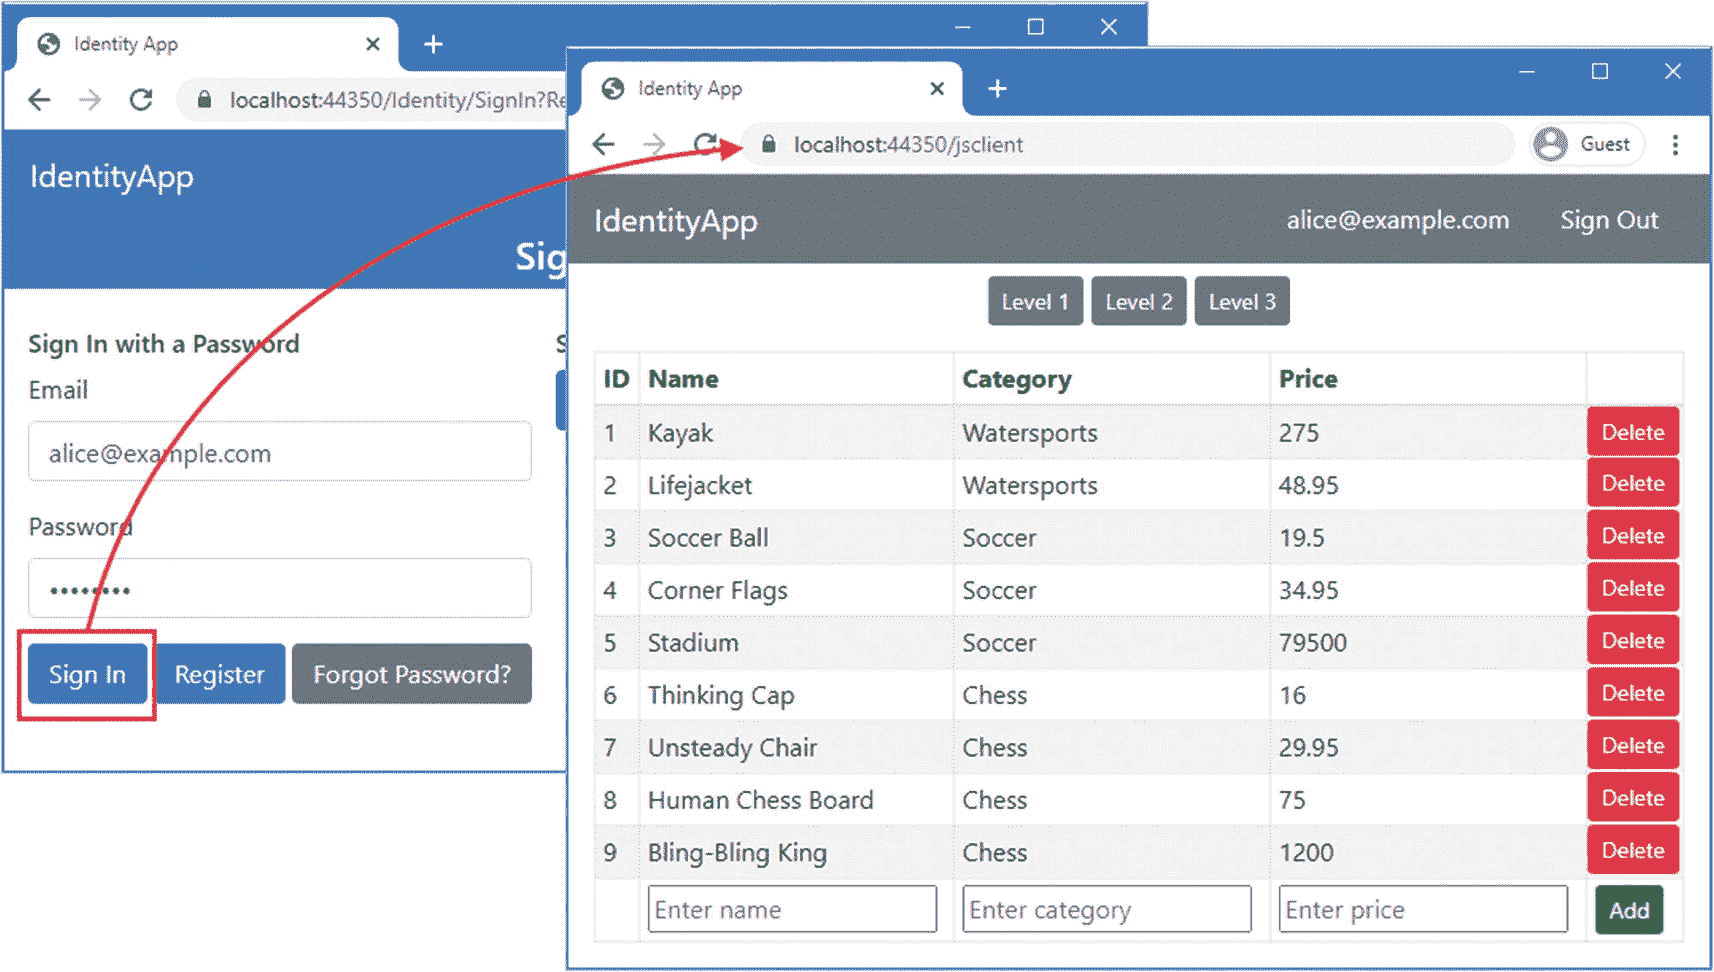 Identity App
localhost:44350/Identity/SignIn?Re
IdentityApp
Sig
Sign In with a Password
Email
alice@example.com
Password
••••••••
Sign In Register Forgot Password?
Identity App
localhost:44350/jsclient
Guest
IdentityApp alice@example.com Sign Out
Level 1 Level 2 Level 3
ID Name Category Price
1 Kayak Watersports 275 Delete
2 Lifejacket Watersports 48.95 Delete
3 Soccer Ball Soccer 19.5 Delete
4 Corner Flags Soccer 34.95 Delete
5 Stadium Soccer 79500 Delete
6 Thinking Cap Chess 16 Delete
7 Unsteady Chair Chess 29.95 Delete
8 Human Chess Board Chess 75 Delete
9 Bling-Bling King Chess 1200 Delete
Enter name Enter category Enter price Add